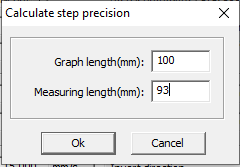 Calculate step precision
Graph length(mm): 100
Measuring length(mm): 93
Ok Cancel